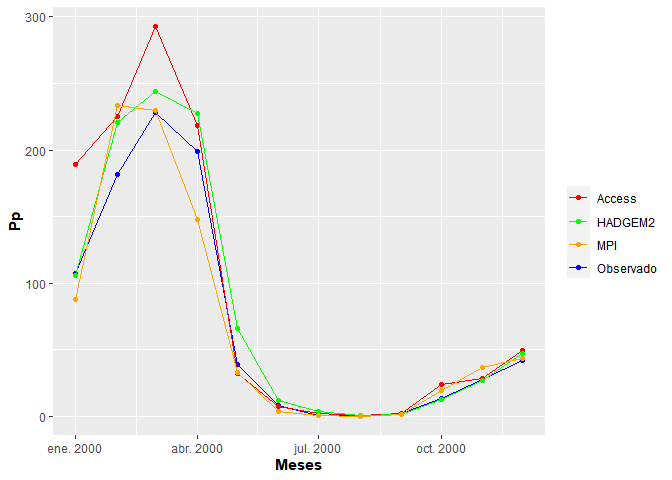 300
200
100
0
Pp
ene. 2000
abr. 2000
jul. 2000
oct. 2000
Meses
Access
HADGEM2
MPI
Observado